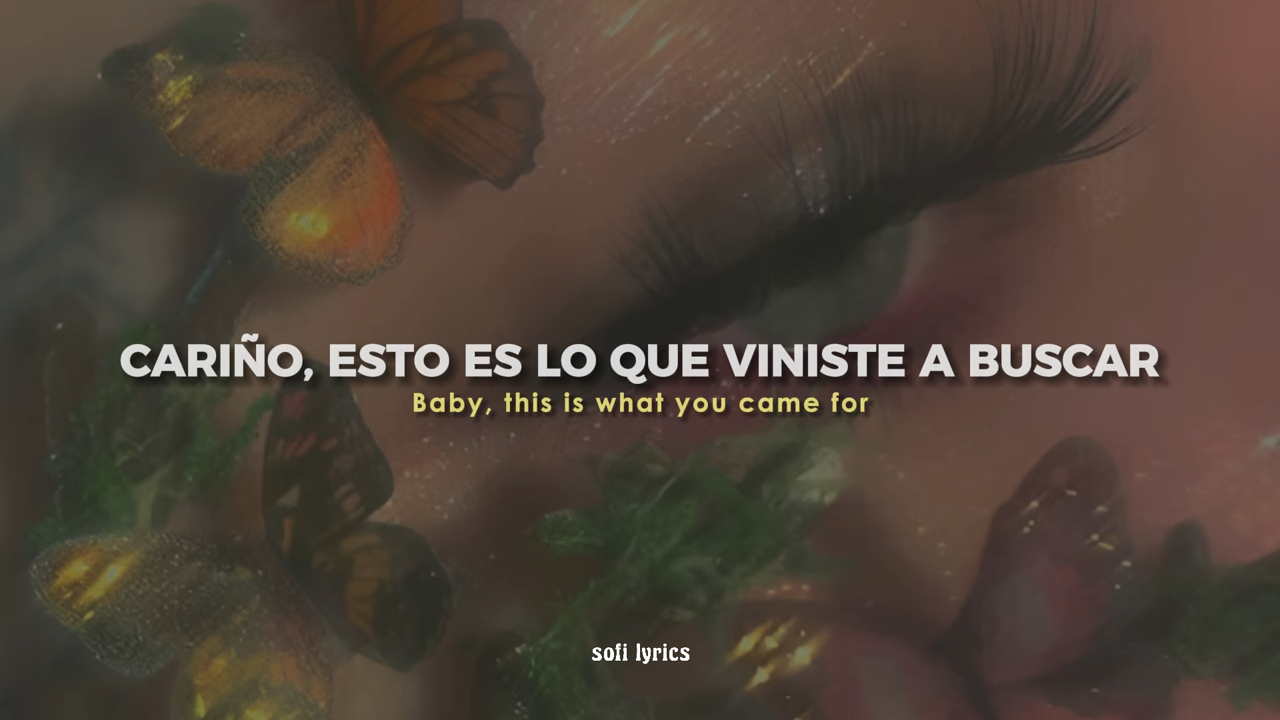 CARIÑO, ESTO ES LO QUE VINISTE A BUSCAR
Baby, this is what you came for
sofi lyrics